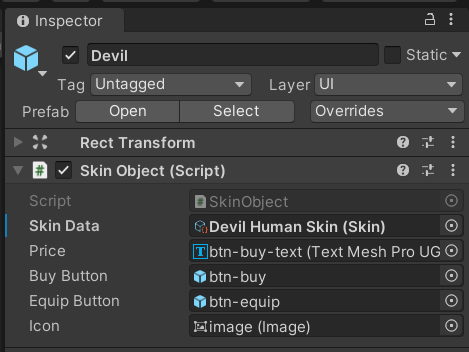 Inspector
Devil Static
Tag Untagged Layer UI
Prefab Open Select Overrides
Rect Transform
# Skin Object (Script)
Script # SkinObject
Skin Data Devil Human Skin (Skin)
Price T btn-buy-text (Text Mesh Pro UG
Buy Button btn-buy
Equip Button btn-equip
Icon image (Image)